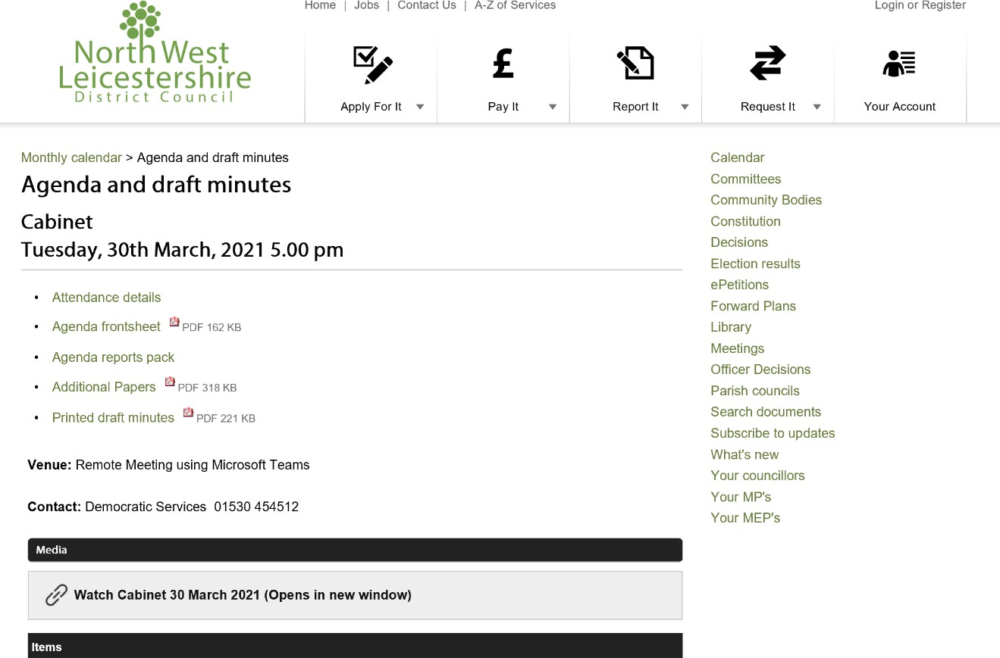 Home | Jobs | Contact Us | A-Z of Services
Login or Register
North West
Leicestershire
District Council
Apply For It
Pay It
Report It
Request It
Your Account
Monthly calendar > Agenda and draft minutes
Agenda and draft minutes
Cabinet
Tuesday, 30th March, 2021 5.00 pm
• Attendance details
• Agenda frontsheet PDF 162 KB
• Agenda reports pack
• Additional Papers PDF 318 KB
• Printed draft minutes PDF 221 KB
Venue: Remote Meeting using Microsoft Teams
Contact: Democratic Services 01530 454512
Media
Watch Cabinet 30 March 2021 (Opens in new window)
Items
Calendar
Committees
Community Bodies
Constitution
Decisions
Election results
ePetitions
Forward Plans
Library
Meetings
Officer Decisions
Parish councils
Search documents
Subscribe to updates
What's new
Your councillors
Your MP's
Your MEP's